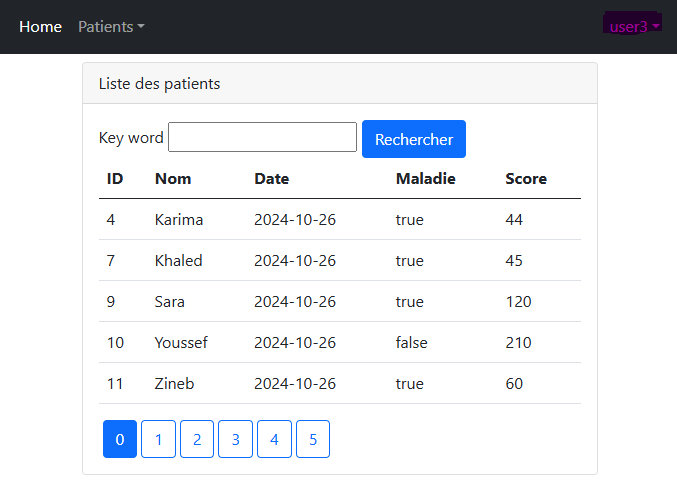 Home Patients user3
Liste des patients
Key word Rechercher
ID Nom Date Maladie Score
4 Karima 2024-10-26 true 44
7 Khaled 2024-10-26 true 45
9 Sara 2024-10-26 true 120
10 Youssef 2024-10-26 false 210
11 Zineb 2024-10-26 true 60
0 1 2 3 4 5